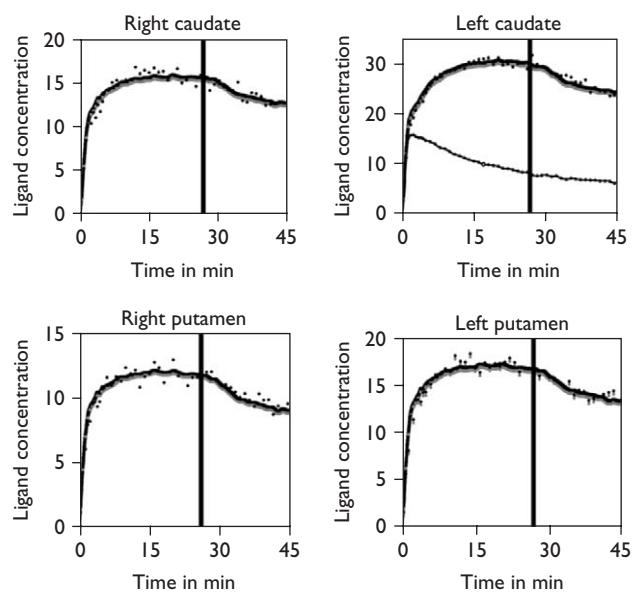 Right caudate
20
15
10
5
0
Ligand concentration
0 15 30 45
Time in min
Left caudate
30
20
10
0
Ligand concentration
0 15 30 45
Time in min
Right putamen
15
10
5
0
Ligand concentration
0 15 30 45
Time in min
Left putamen
20
15
10
5
0
Ligand concentration
0 15 30 45
Time in min